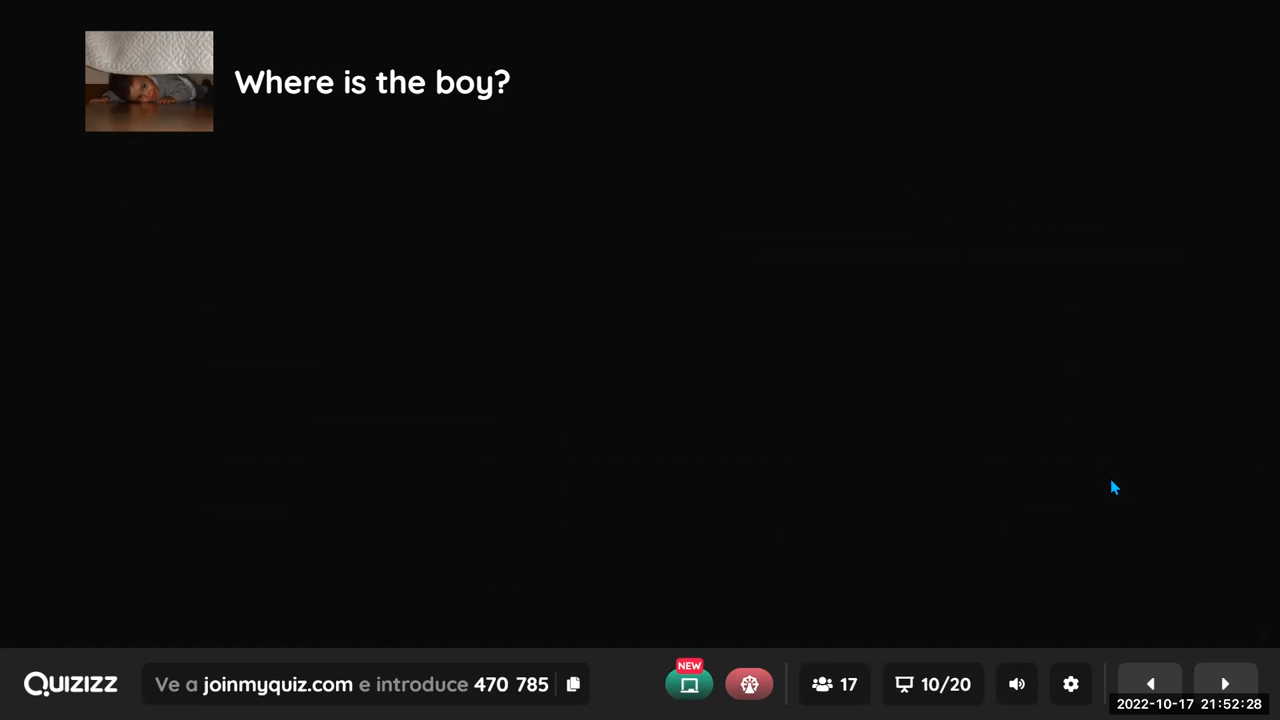 Where is the boy?
NEW
QUIZIZZ
Ve a joinmyquiz.com e introduce 470 785
17
10/20
2022-10-17 21:52:28